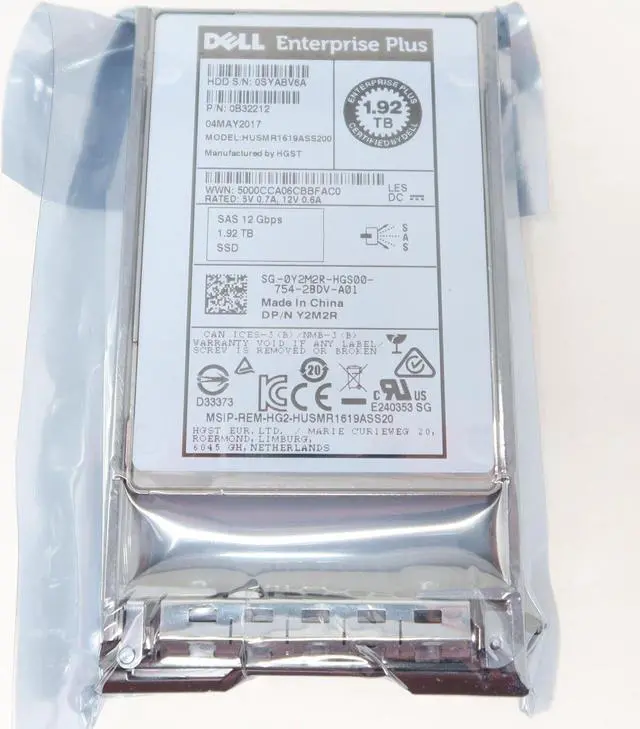 DELL Enterprise Plus
HDD S/N: 0SYABV6A
P/N: 0B32212
04MAY2017
MODEL:HUSMR1619ASS200
Manufactured by HGST
ENTERPRISE PLUS
1.92
TB
CERTIFIED BY DELL
WWN: 5000CCA06CBBFAC0
RATED: 5V 0.7A, 12V 0.6A
LES
DC
SAS 12 Gbps
1.92 TB
SSD
S
A
S
SG-0Y2M2R-HGS00-
754-2BDV-A01
Made In China
DP/N Y2M2R
CAN ICES-3(B)/NMB-3(B)
WARRANTY VOID IF ANY LABEL/
SCREW IS REMOVED OR BROKEN
D33373
20
CE
C US
E240353 SG
MSIP-REM-HG2-HUSMR1619ASS20
HGST EUR.LTD. / MARIE CURIEWEG 20,
ROERMOND, LIMBURG,
6045 GH, NETHERLANDS